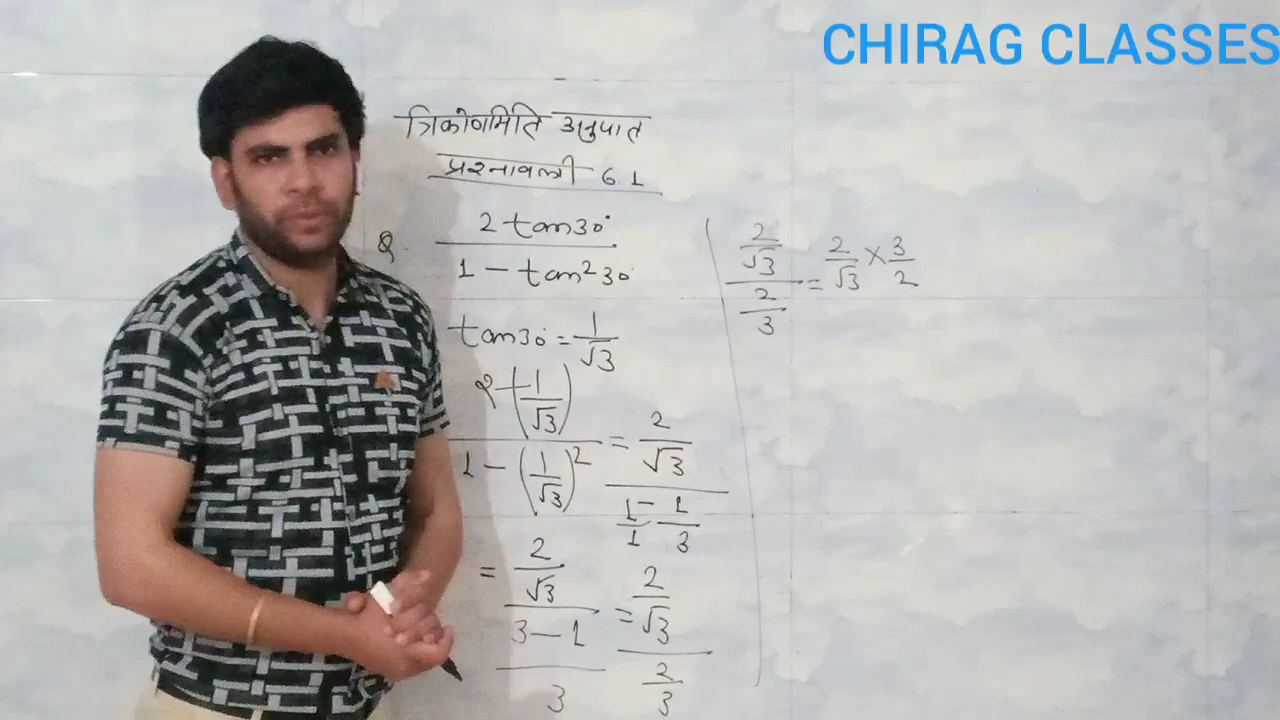 CHIRAG CLASSES
त्रिकोणमिति अनुपात
प्रश्नावली 6.1
Q. 2 tan30° / 1 - tan²30°
tan30° = 1/√3
2(1/√3) / 1 - (1/√3)² = 2/√3 / 1/1 - 1/3
= 2/√3 / 3-1/3 = 2/√3 / 2/3
2/√3 / 2/3 = 2/√3 × 3/2